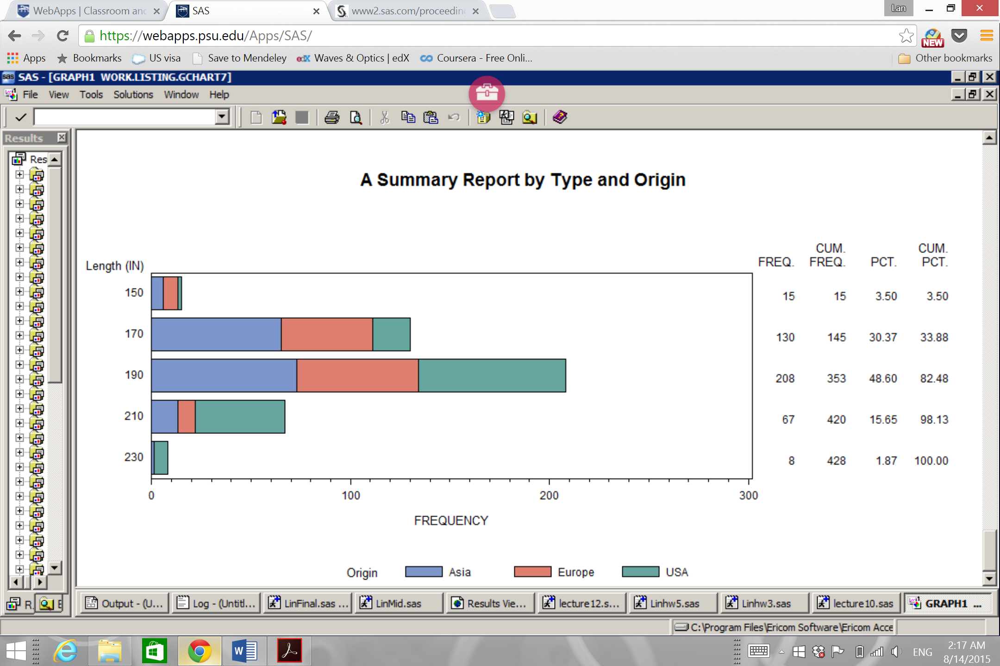 WebApps | Classroom anc
SAS
www2.sas.com/proceeding
Lan
https://webapps.psu.edu/Apps/SAS/
NEW
Apps
Bookmarks
US visa
Save to Mendeley
edX Waves & Optics | edX
Coursera - Free Onli...
Other bookmarks
SAS - [GRAPH1 WORK.LISTING.GCHART7]
File View Tools Solutions Window Help
Results
Res
A Summary Report by Type and Origin
Length (IN) FREQ. CUM. FREQ. PCT. CUM. PCT.
150 15 15 3.50 3.50
170 130 145 30.37 33.88
190 208 353 48.60 82.48
210 67 420 15.65 98.13
230 8 428 1.87 100.00
0 100 200 300
FREQUENCY
Origin Asia Europe USA
R. E Output - (U... Log - (Untitl... LinFinal.sas ... LinMid.sas Results Vie... lecture12.s... Linhw5.sas Linhw3.sas lecture10.sas GRAPH1 ...
C:\Program Files\Ericom Software\Ericom Acce
ENG
2:17 AM
8/14/2015